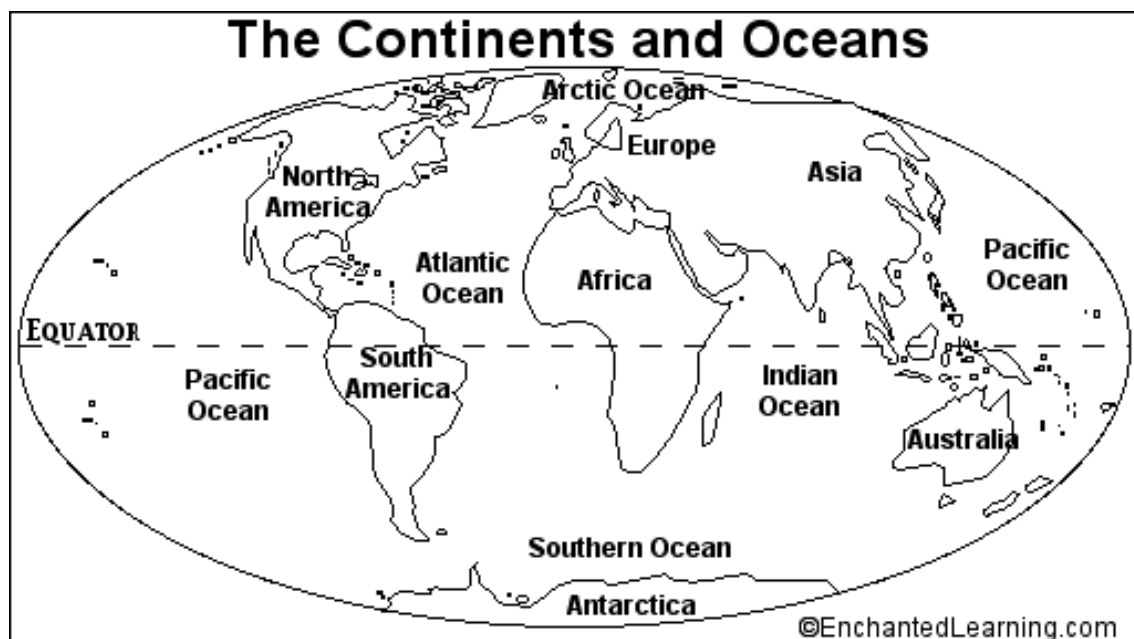 The Continents and Oceans
Arctic Ocean
Europe
Asia
North
America
Atlantic
Ocean
Africa
Pacific
Ocean
EQUATOR
South
America
Pacific
Ocean
Indian
Ocean
Australia
Southern Ocean
Antarctica
©EnchantedLearning.com